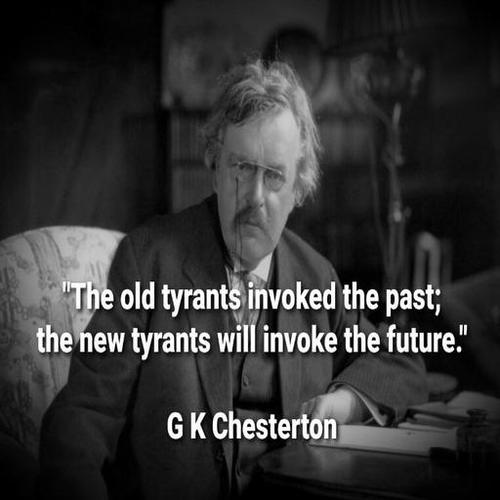 "The old tyrants invoked the past;
the new tyrants will invoke the future."
G K Chesterton